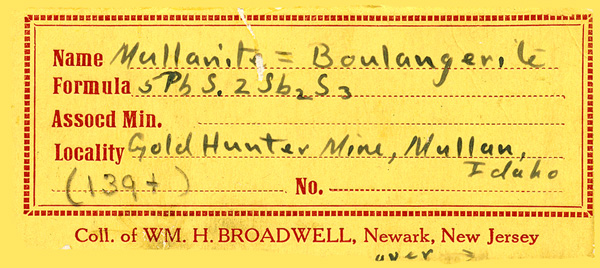 Name Mullanite = Boulangerite
Formula 5PbS. 2Sb2S3
Assocd Min.
Locality Gold Hunter Mine, Mullan,
Idaho
(139+) No.
Coll. of WM. H. BROADWELL, Newark, New Jersey
over →